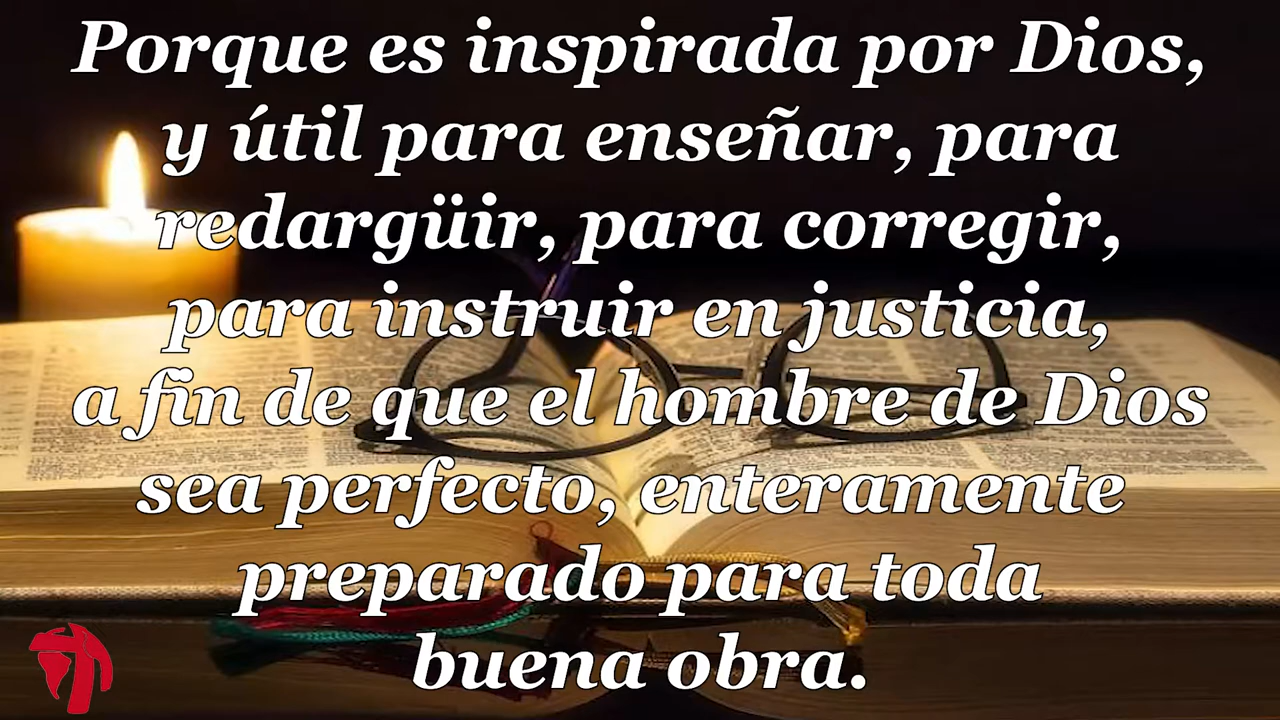 Porque es inspirada por Dios,
y útil para enseñar, para
redargüir, para corregir,
para instruir en justicia,
a fin de que el hombre de Dios
sea perfecto, enteramente
preparado para toda
buena obra.